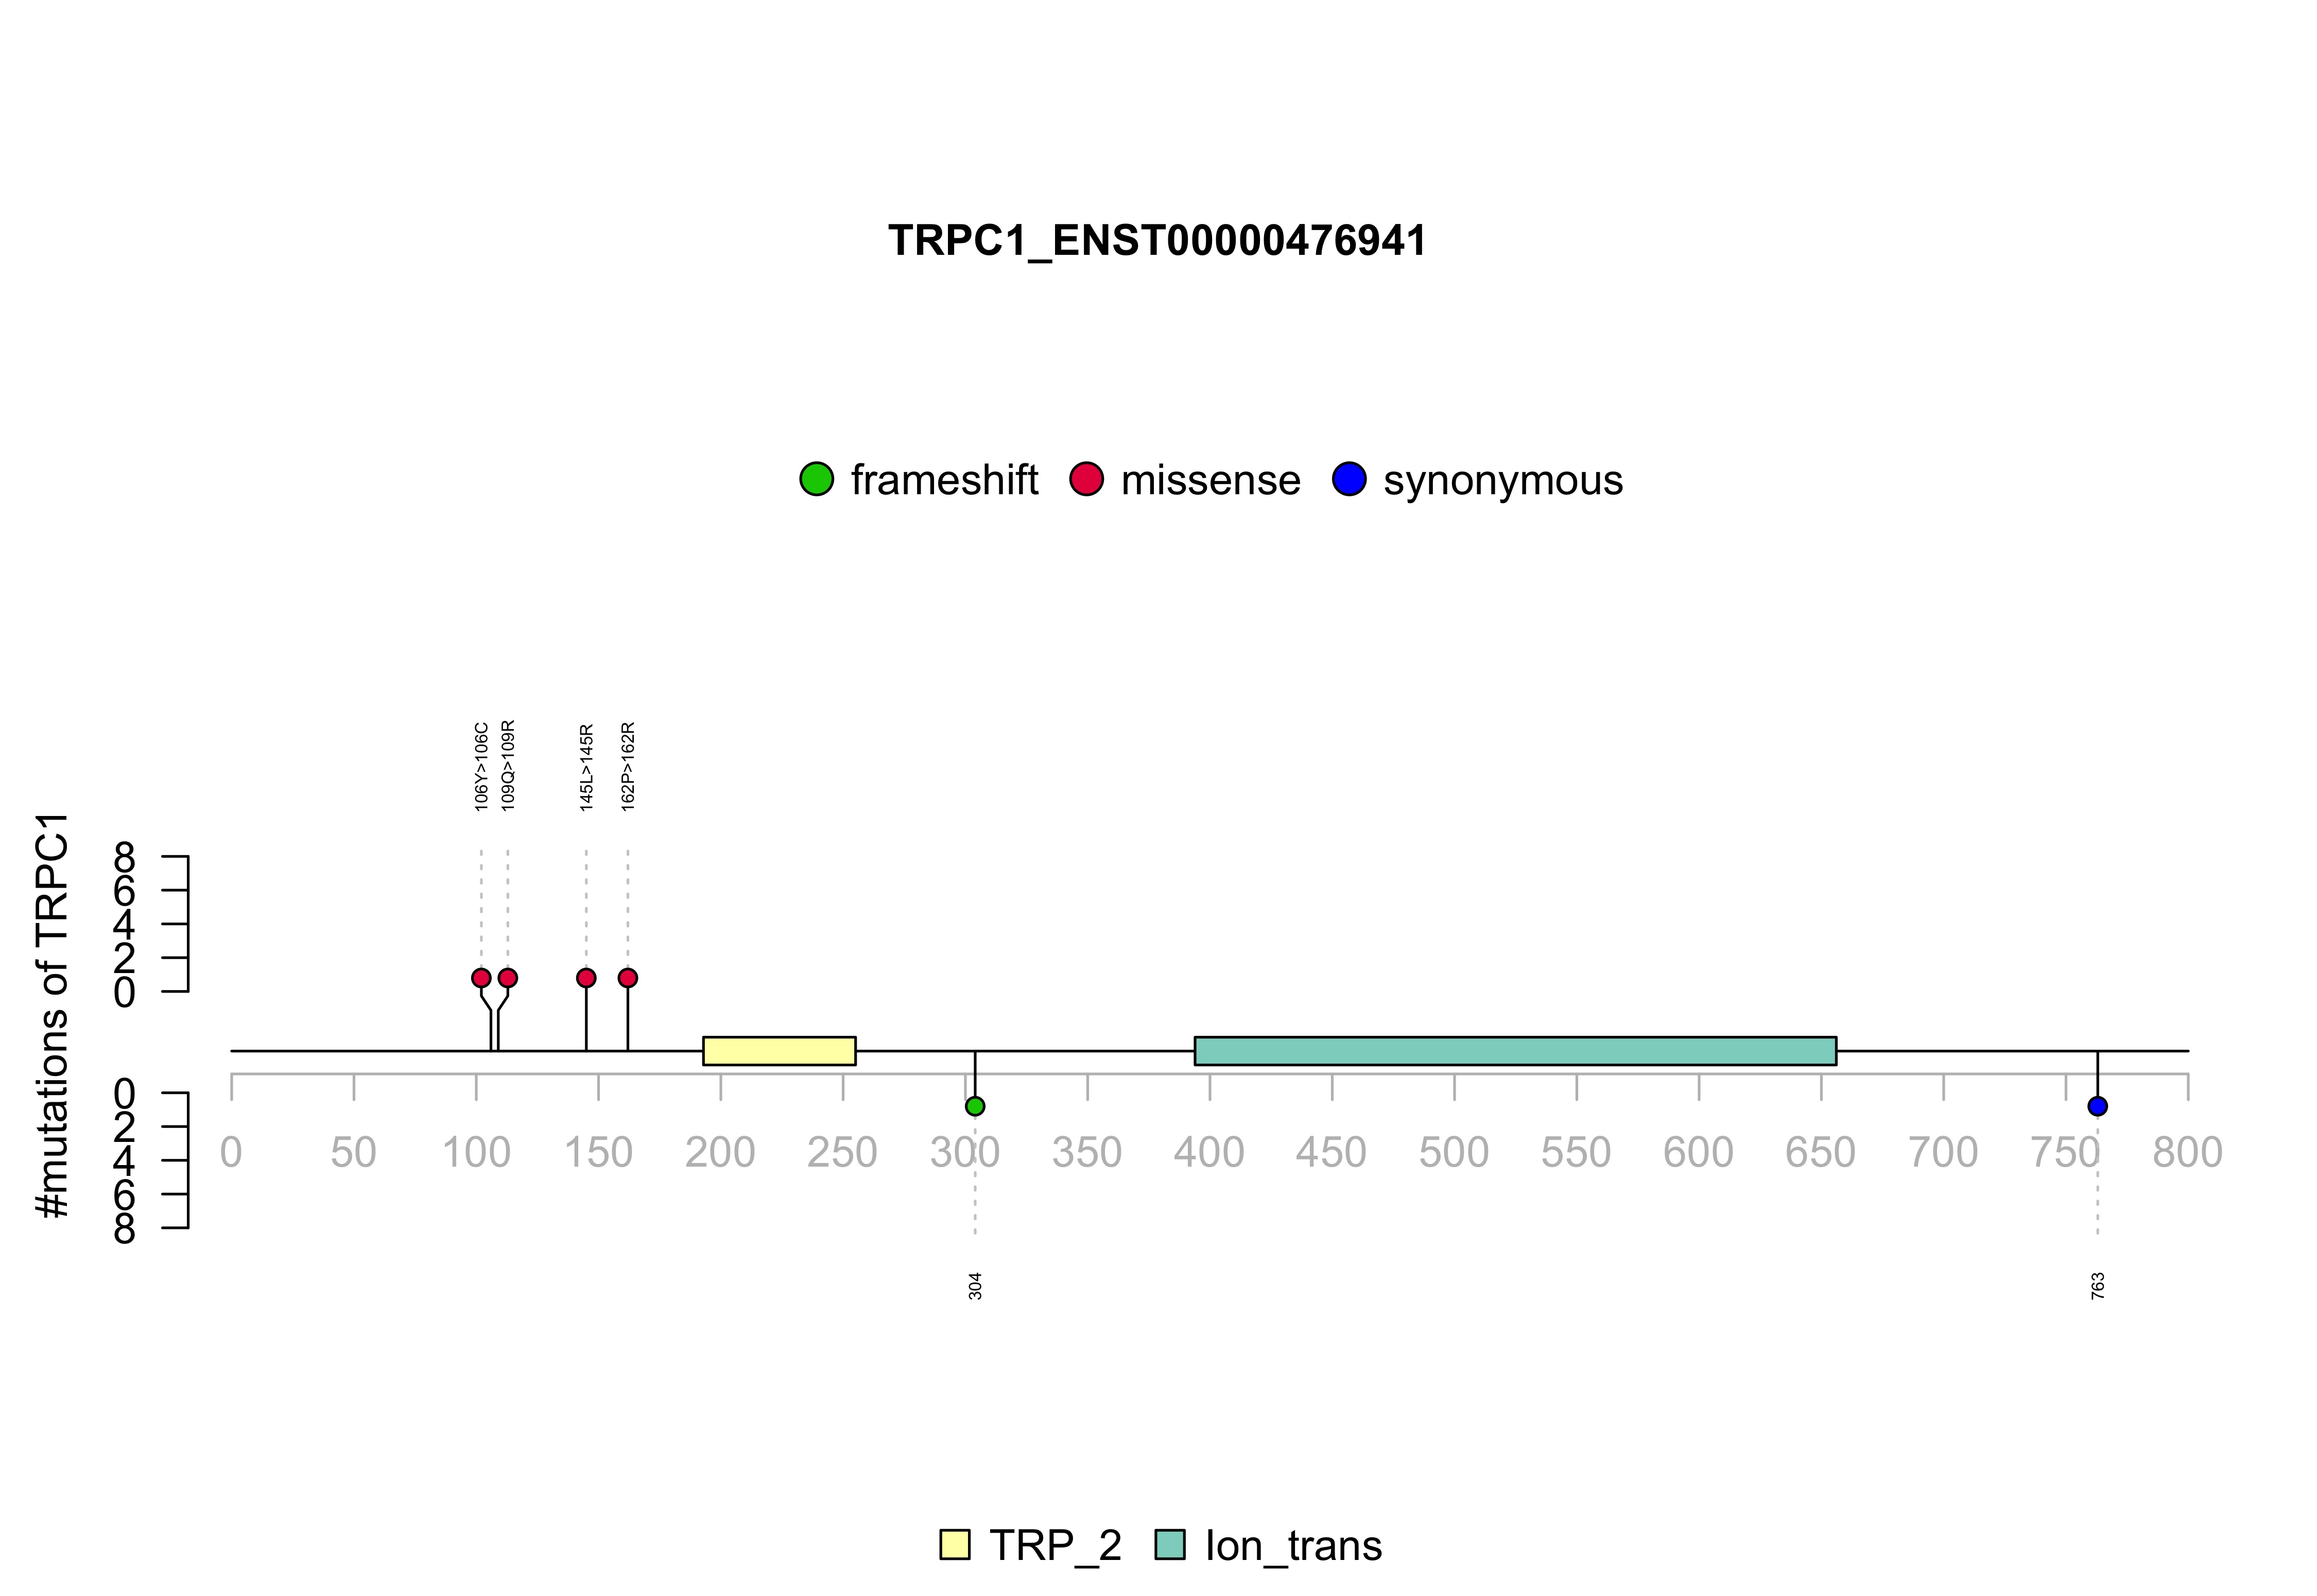 TRPC1_ENST00000476941
frameshift missense synonymous
106Y>106C 109Q>109R 145L>145R 162P>162R
#mutations of TRPC1
8
6
4
2
0
0
2
4
6
8
0 50 100 150 200 250 300 350 400 450 500 550 600 650 700 750 800
304 763
TRP_2 Ion_trans